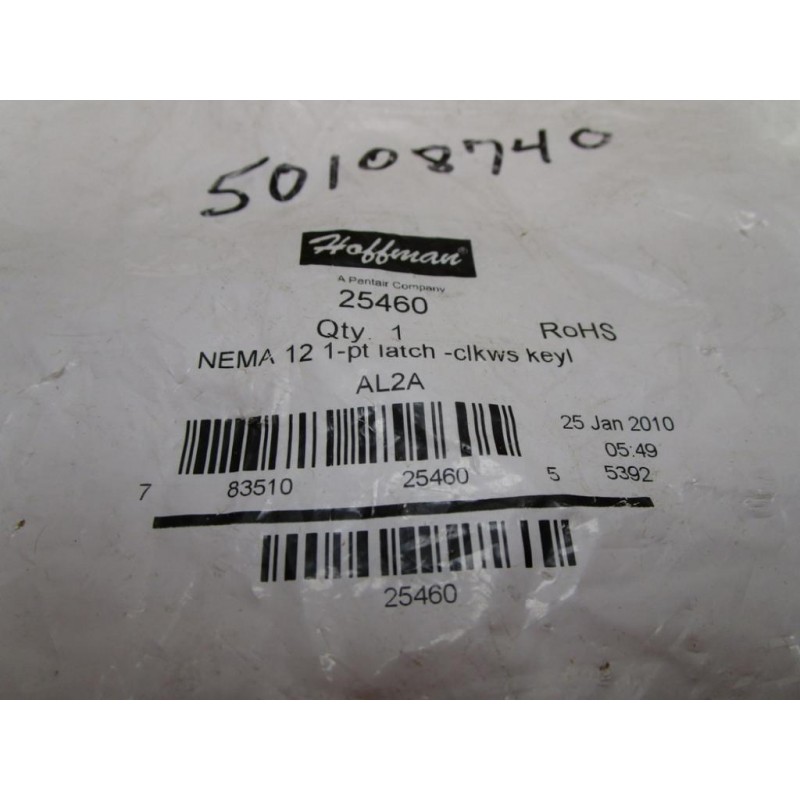 50108740
Hoffman®
A Pentair Company
25460
Qty. 1 RoHS
NEMA 12 1-pt latch -clkws keyl
AL2A
25 Jan 2010
05:49
7 83510 25460 5 5392
25460